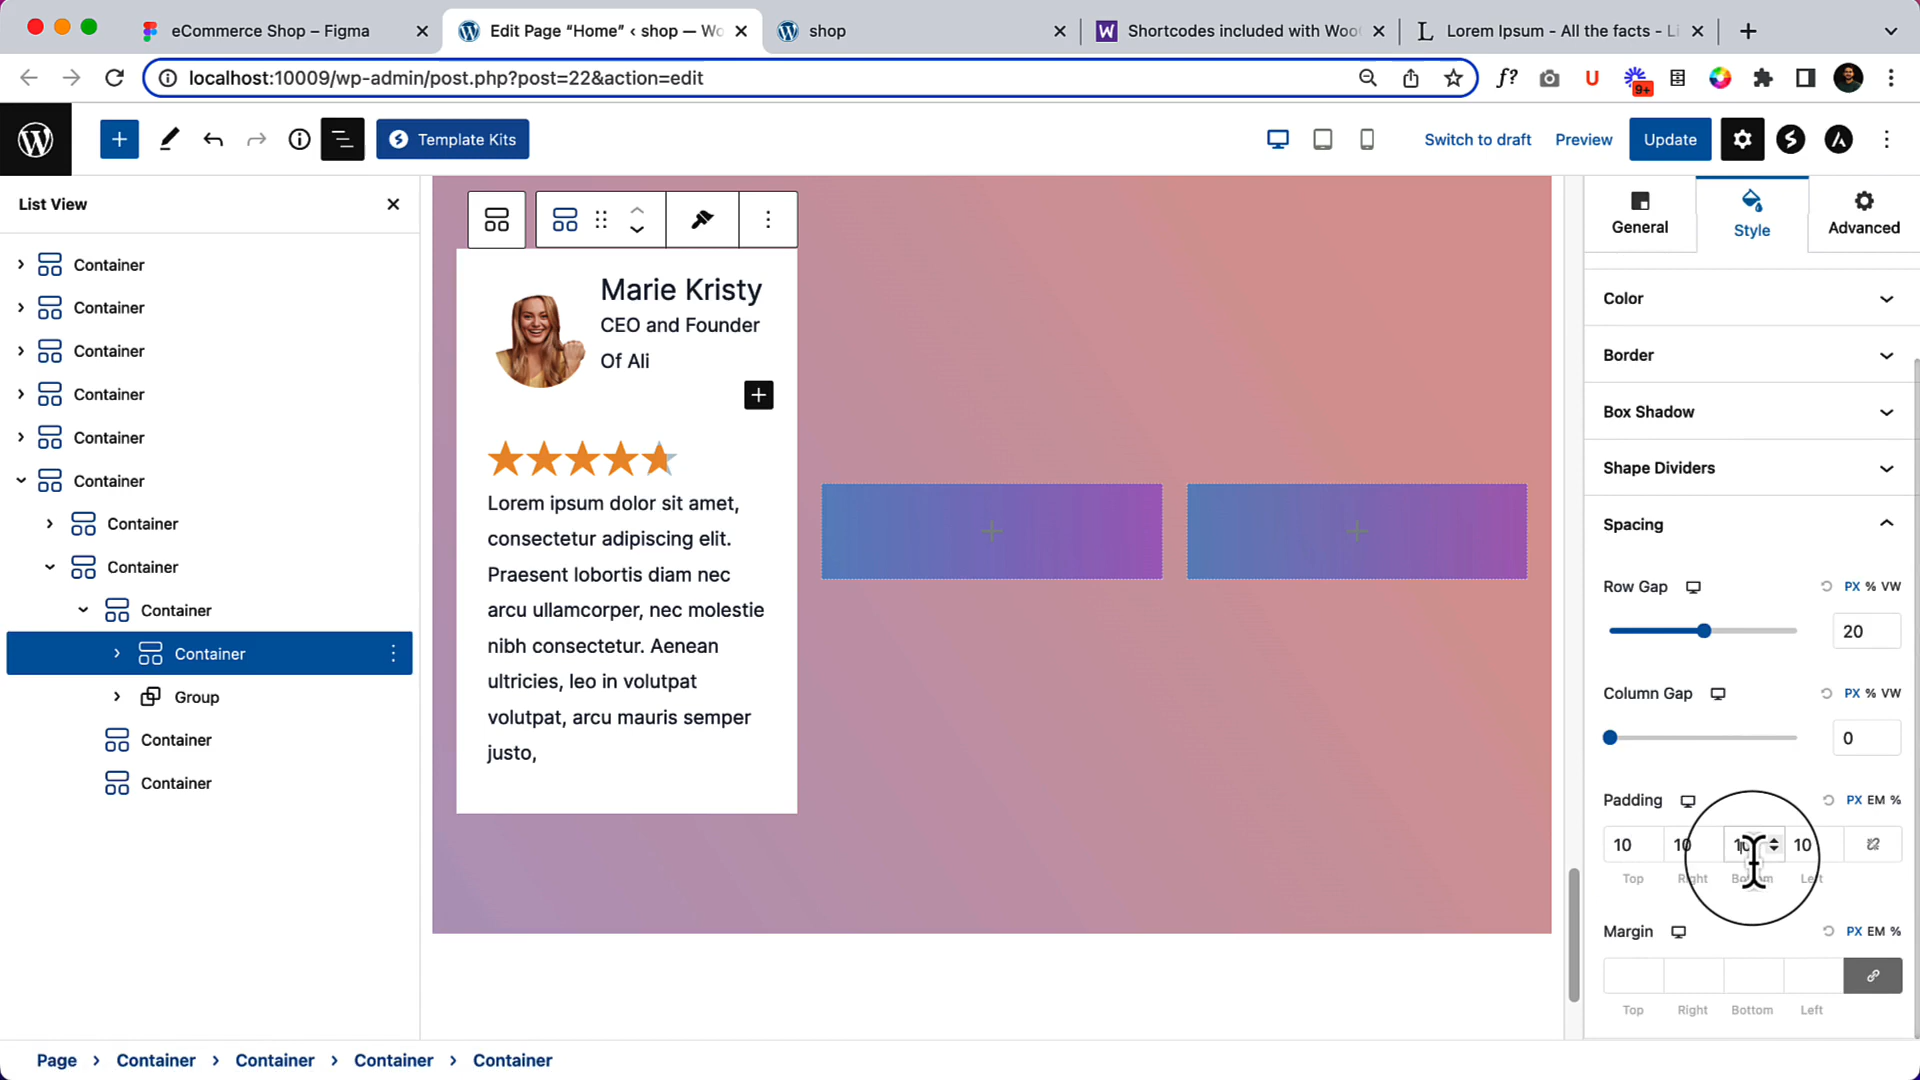 eCommerce Shop – Figma
Edit Page “Home” ‹ shop — Wo
shop
Shortcodes included with Woo
Lorem Ipsum - All the facts - Li
localhost:10009/wp-admin/post.php?post=22&action=edit
f?
U
9+
Template Kits
Switch to draft
Preview
Update
List View
Container
Container
Container
Container
Container
Container
Container
Container
Container
Container
Group
Container
Container
Marie Kristy
CEO and Founder
Of Ali
Lorem ipsum dolor sit amet,
consectetur adipiscing elit.
Praesent lobortis diam nec
arcu ullamcorper, nec molestie
nibh consectetur. Aenean
ultricies, leo in volutpat
volutpat, arcu mauris semper
justo,
General
Style
Advanced
Color
Border
Box Shadow
Shape Dividers
Spacing
Row Gap
PX % VW
20
Column Gap
PX % VW
0
Padding
PX EM %
10 10 10 10
Top Right Bottom Left
Margin
PX EM %
Top Right Bottom Left
Page > Container > Container > Container > Container